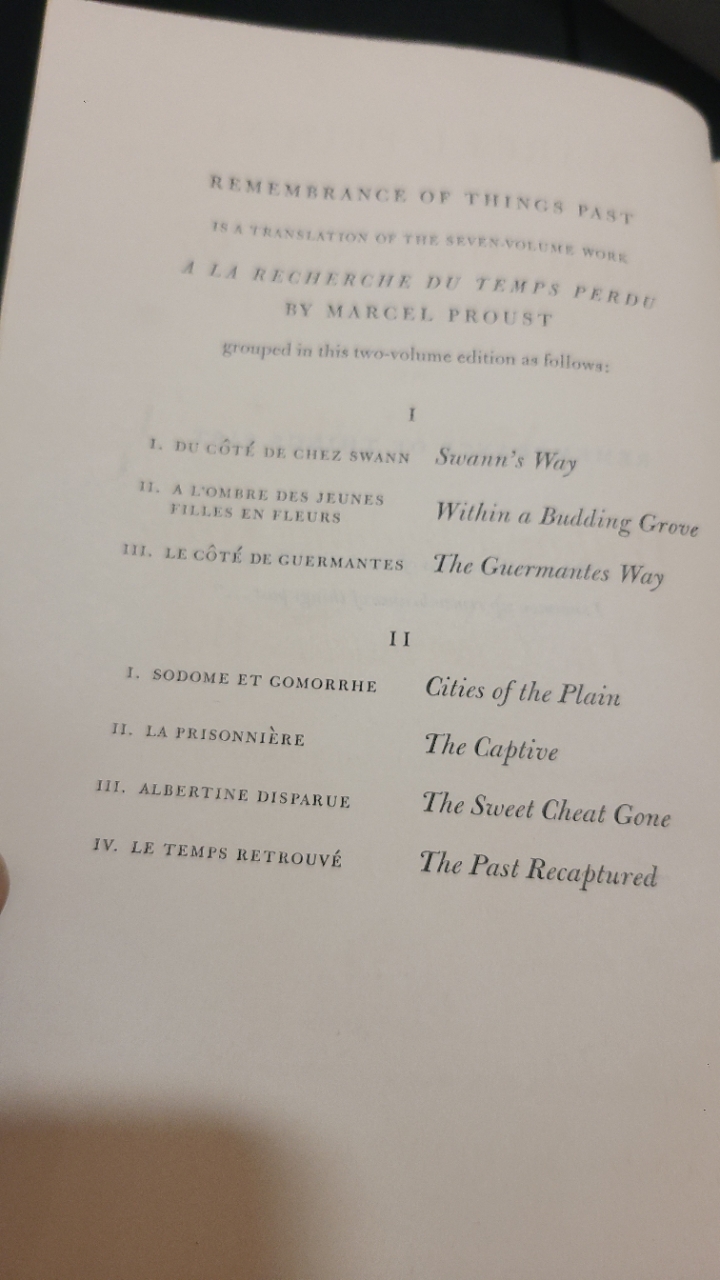 REMEMBRANCE OF THINGS PAST
IS A TRANSLATION OF THE SEVEN-VOLUME WORK
A LA RECHERCHE DU TEMPS PERDU
BY MARCEL PROUST
grouped in this two-volume edition as follows:
I
I. DU CÔTÉ DE CHEZ SWANN Swann's Way
II. A L'OMBRE DES JEUNES
FILLES EN FLEURS Within a Budding Grove
III. LE CÔTÉ DE GUERMANTES The Guermantes Way
II
I. SODOME ET GOMORRHE Cities of the Plain
II. LA PRISONNIÈRE The Captive
III. ALBERTINE DISPARUE The Sweet Cheat Gone
IV. LE TEMPS RETROUVÉ The Past Recaptured